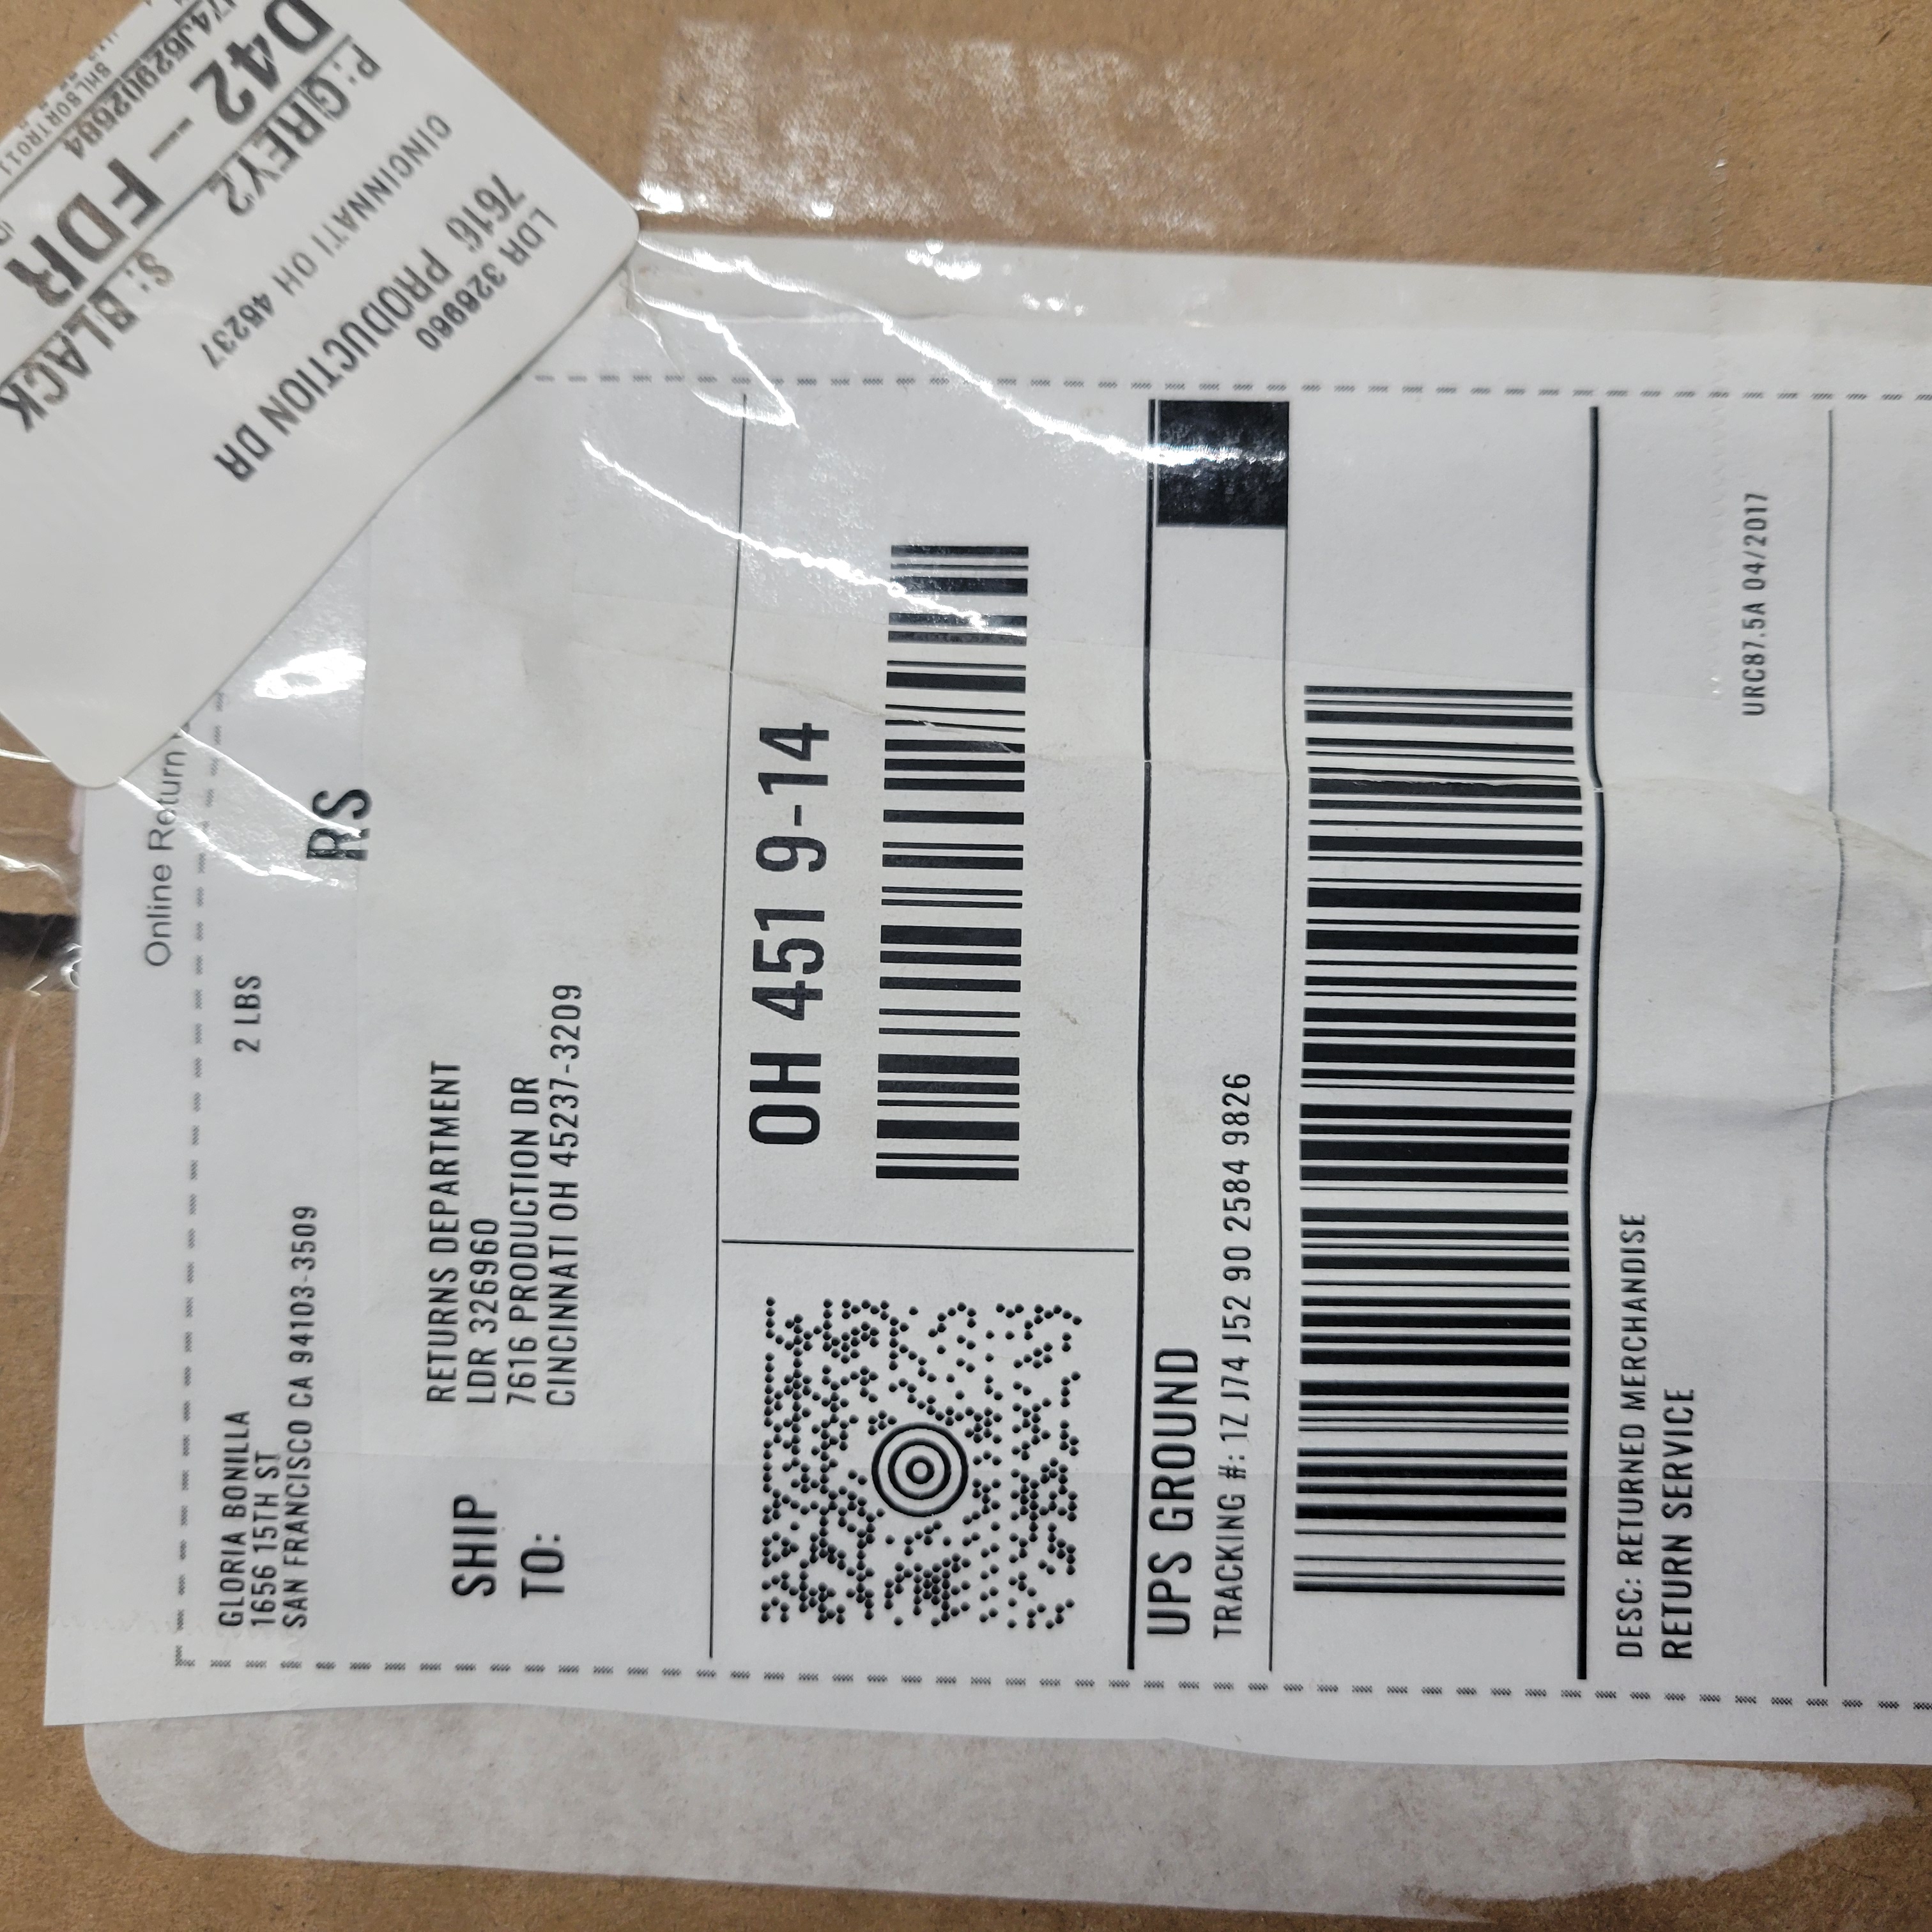 Online Return
GLORIA BONILLA
1656 15TH ST
SAN FRANCISCO CA 94103-3509
2 LBS
RS
SHIP
TO:
RETURNS DEPARTMENT
LDR 326960
7616 PRODUCTION DR
CINCINNATI OH 45237-3209
OH 451 9-14
UPS GROUND
TRACKING #: 1Z J74 J52 90 2584 9826
DESC: RETURNED MERCHANDISE
RETURN SERVICE
URC87.5A 04/2017
LDR 326960
7616 PRODUCTION DR
CINCINNATI OH 45237
P: GREY2
S: BLACK
D42 – FDR